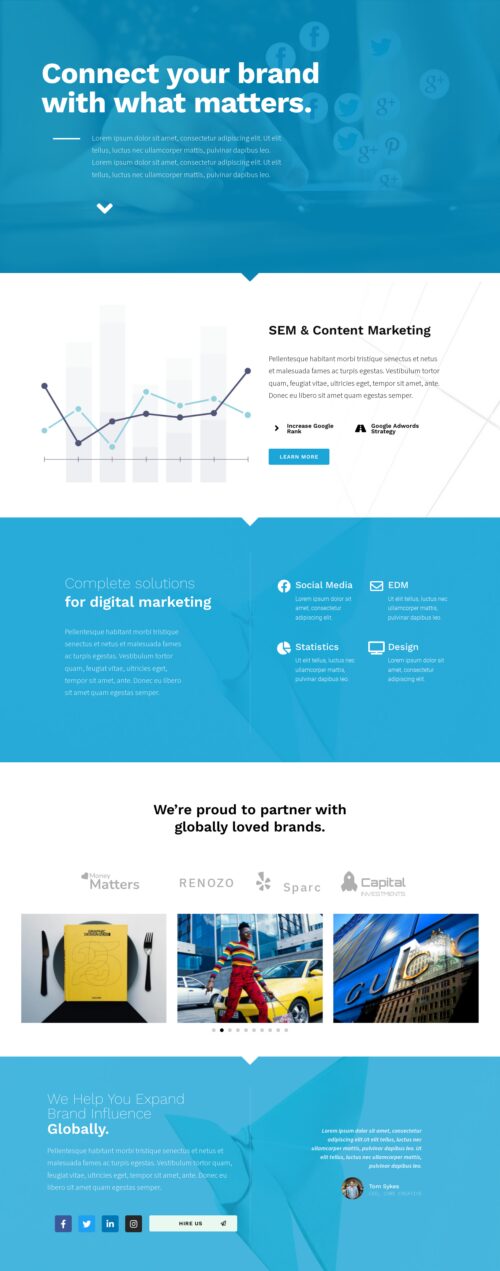 Connect your brand
with what matters.
Lorem ipsum dolor sit amet, consectetur adipiscing elit. Ut elit
tellus, luctus nec ullamcorper mattis, pulvinar dapibus leo.
Lorem ipsum dolor sit amet, consectetur adipiscing elit. Ut elit
tellus, luctus nec ullamcorper mattis, pulvinar dapibus leo.
SEM & Content Marketing
Pellentesque habitant morbi tristique senectus et netus
et malesuada fames ac turpis egestas. Vestibulum tortor
quam, feugiat vitae, ultricies eget, tempor sit amet, ante.
Donec eu libero sit amet quam egestas semper.
Increase Google
Rank
Google Adwords
Strategy
LEARN MORE
Complete solutions
for digital marketing
Pellentesque habitant morbi tristique
senectus et netus et malesuada fames
ac turpis egestas. Vestibulum tortor
quam, feugiat vitae, ultricies eget,
tempor sit amet, ante. Donec eu libero
sit amet quam egestas semper.
Social Media
Lorem ipsum dolor sit
amet, consectetur
adipiscing elit.
EDM
Ut elit tellus, luctus nec
ullamcorper mattis,
pulvinar dapibus leo.
Statistics
Ut elit tellus, luctus nec
ullamcorper mattis,
pulvinar dapibus leo.
Design
Lorem ipsum dolor sit
amet, consectetur
adipiscing elit.
We're proud to partner with
globally loved brands.
Money
Matters
RENOZO
Sparc
Capital
INVESTMENTS
We Help You Expand
Brand Influence
Globally.
Pellentesque habitant morbi tristique senectus et netus et
malesuada fames ac turpis egestas. Vestibulum tortor
quam, feugiat vitae, ultricies eget, tempor sit amet, ante.
Donec eu libero sit amet quam egestas semper.
HIRE US
Lorem ipsum dolor sit amet, consectetur
adipiscing elit.Ut elit tellus, luctus nec
ullamcorper mattis, pulvinar dapibus leo. Ut
elit tellus, luctus nec ullamcorper mattis,
pulvinar dapibus leo.
Tom Sykes